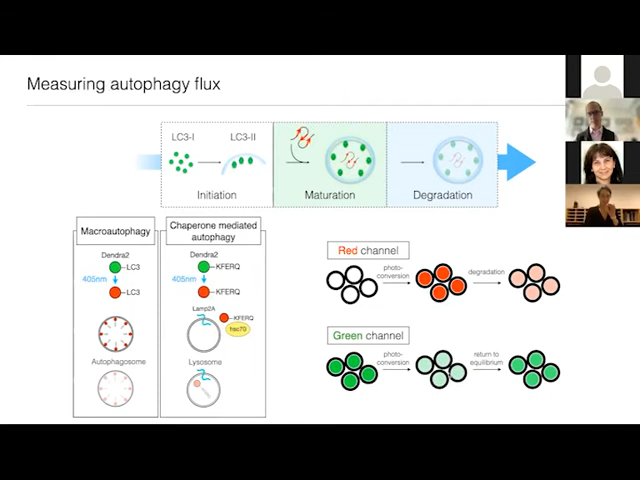 Measuring autophagy flux
LC3-I
LC3-II
Initiation
Maturation
Degradation
Macroautophagy
Dendra2
LC3
405nm
LC3
Autophagosome
Chaperone mediated
autophagy
Dendra2
KFERQ
405nm
KFERQ
Lamp2A
KFERQ
hsc70
Lysosome
Red channel
photo-
conversion
degradation
Green channel
photo-
conversion
return to
equilibrium